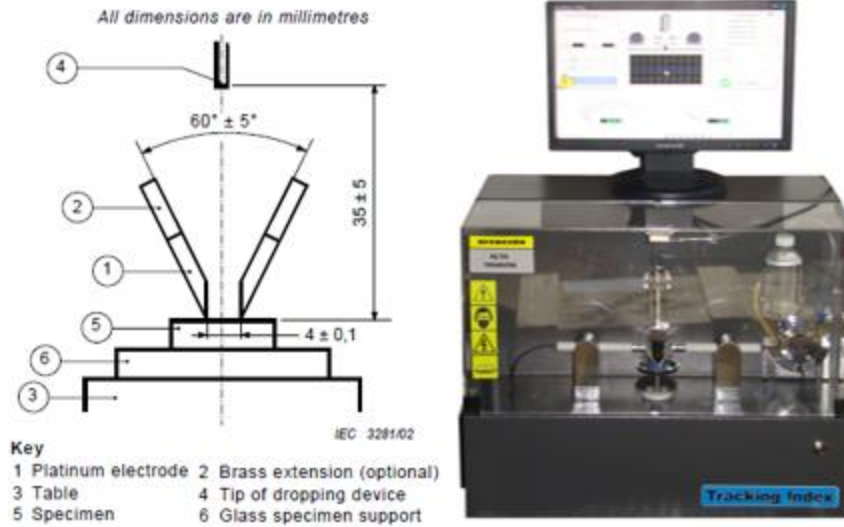 All dimensions are in millimetres
4
60° ± 5°
2
35 ± 5
1
5
4 ± 0,1
6
3
IEC 3281/02
Key
1 Platinum electrode 2 Brass extension (optional)
3 Table 4 Tip of dropping device
5 Specimen 6 Glass specimen support
Tracking Index